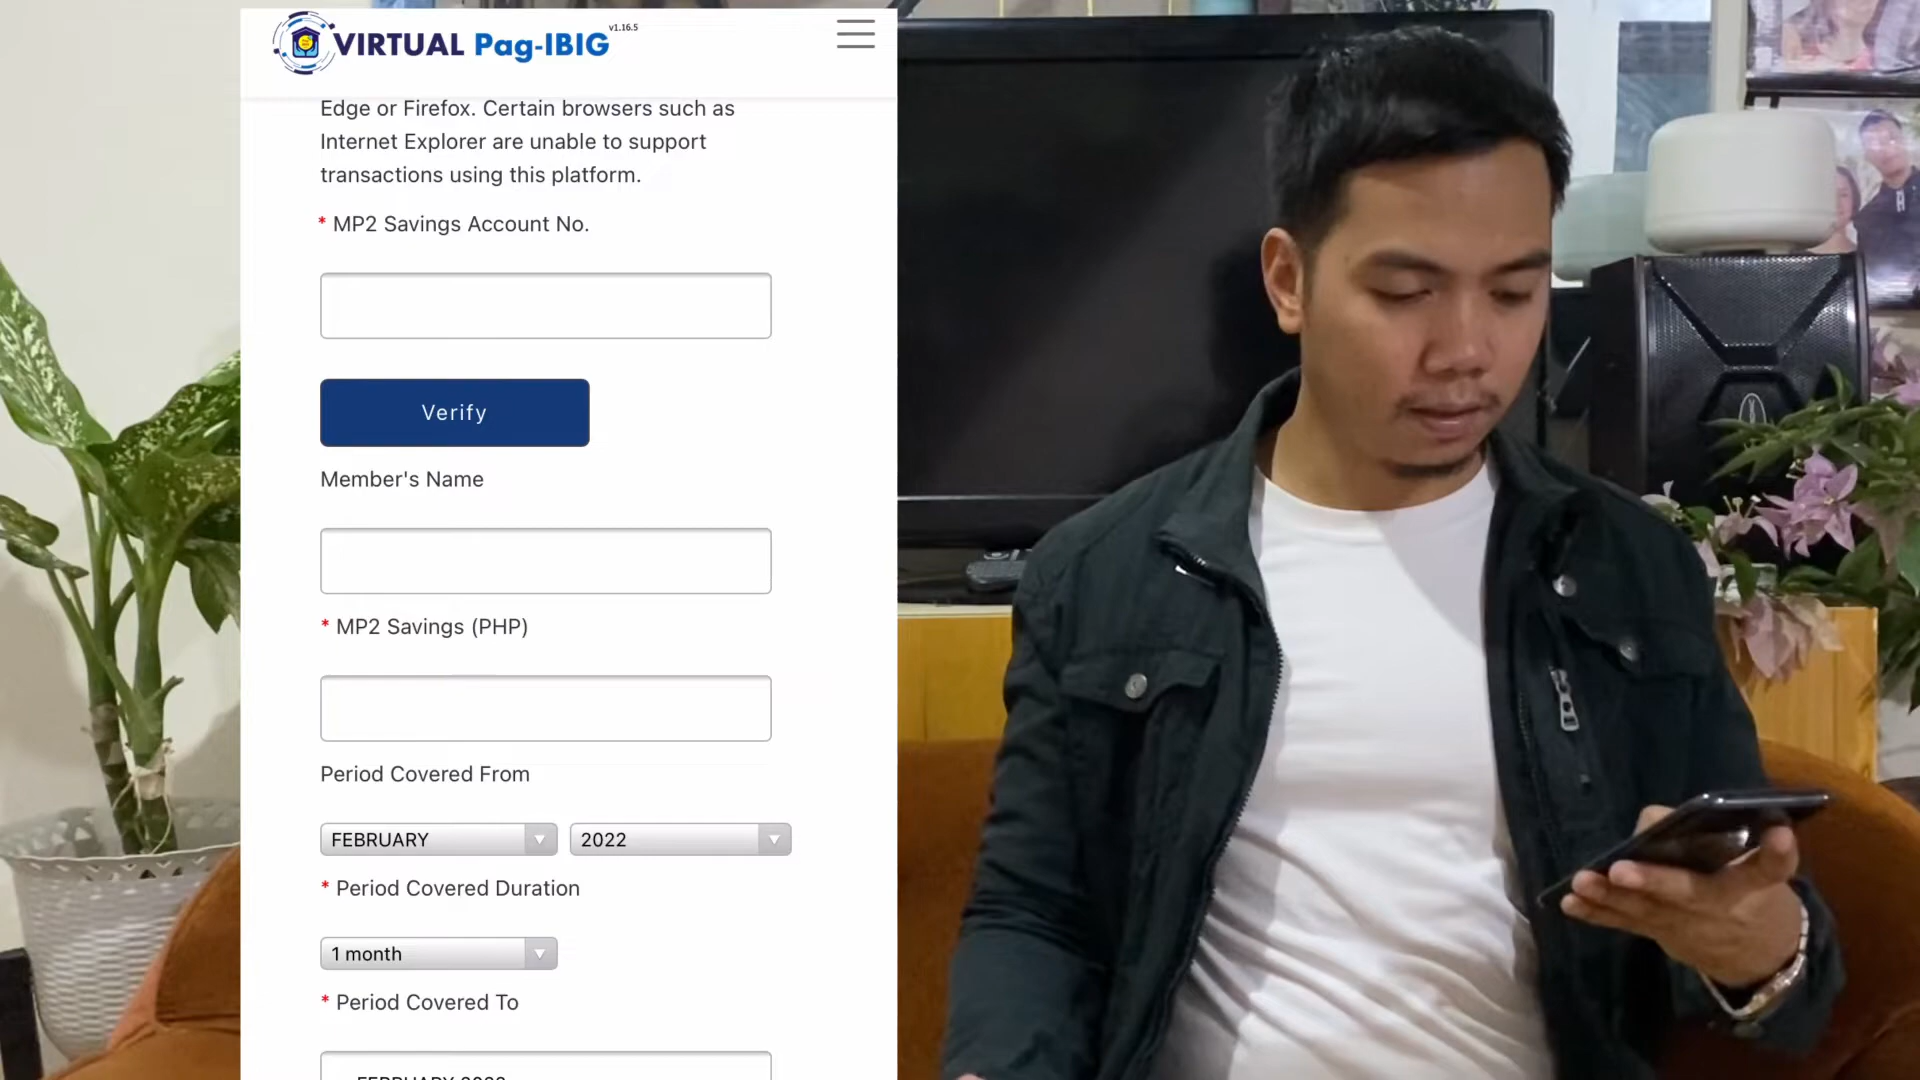 VIRTUAL Pag-IBIG v1.16.5
Edge or Firefox. Certain browsers such as
Internet Explorer are unable to support
transactions using this platform.
* MP2 Savings Account No.
Verify
Member's Name
* MP2 Savings (PHP)
Period Covered From
FEBRUARY 2022
* Period Covered Duration
1 month
* Period Covered To
FEBRUARY 2022